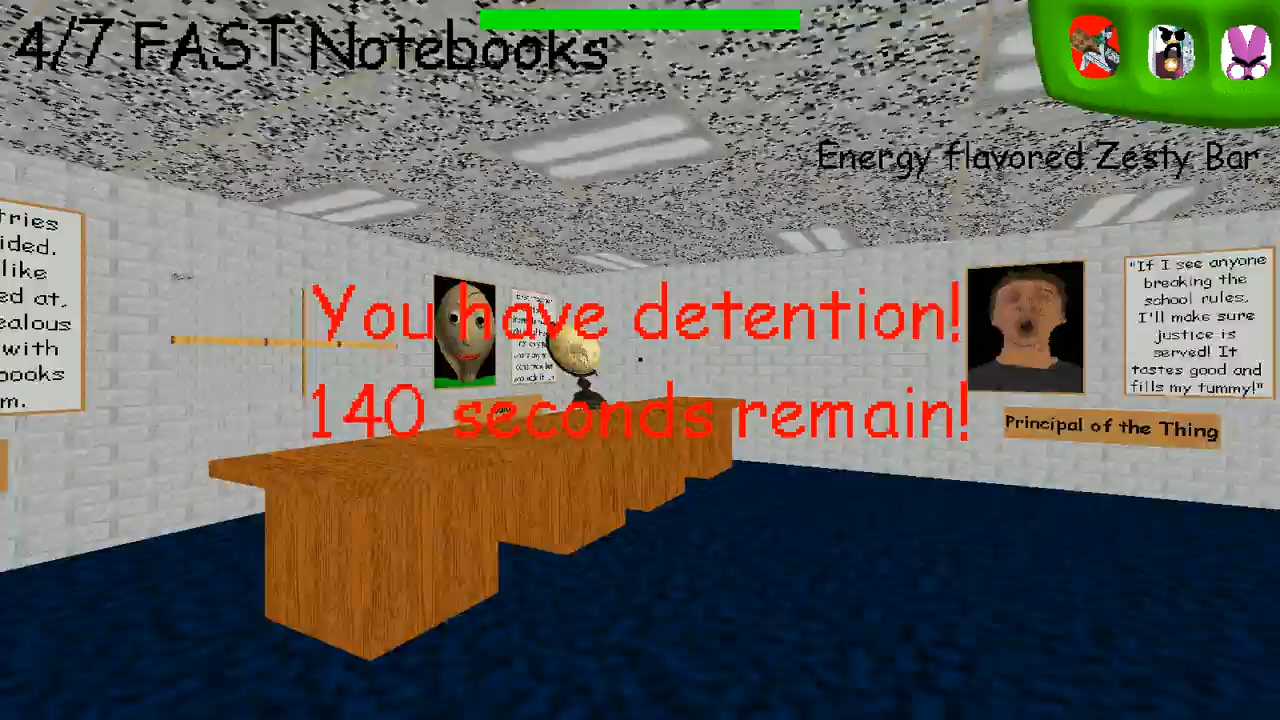 4/7 FAST Notebooks
Energy flavored Zesty Bar
tries
ided.
like
ed at,
ealous
with
books
m.
You have detention!
140 seconds remain!
"If I see anyone
breaking the
school rules,
I'll make sure
justice is
served! It
tastes good and
fills my tummy!"
Principal of the Thing